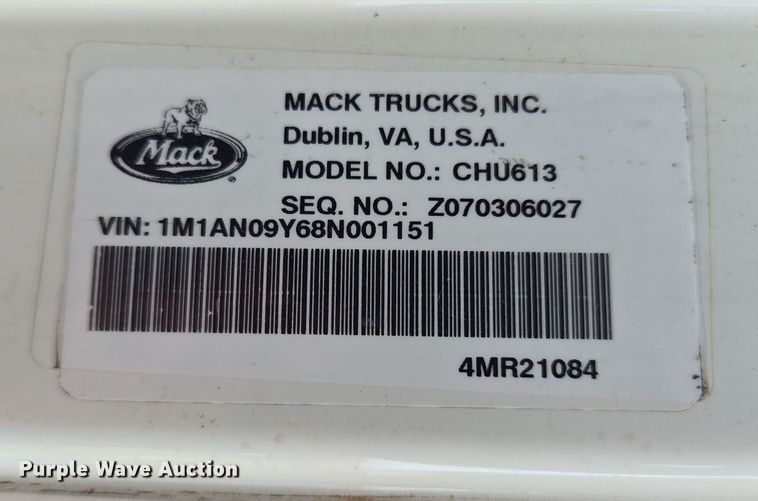 Mack
MACK TRUCKS, INC.
Dublin, VA, U.S.A.
MODEL NO.: CHU613
SEQ. NO.: Z070306027
VIN: 1M1AN09Y68N001151
4MR21084
Purple Wave Auction